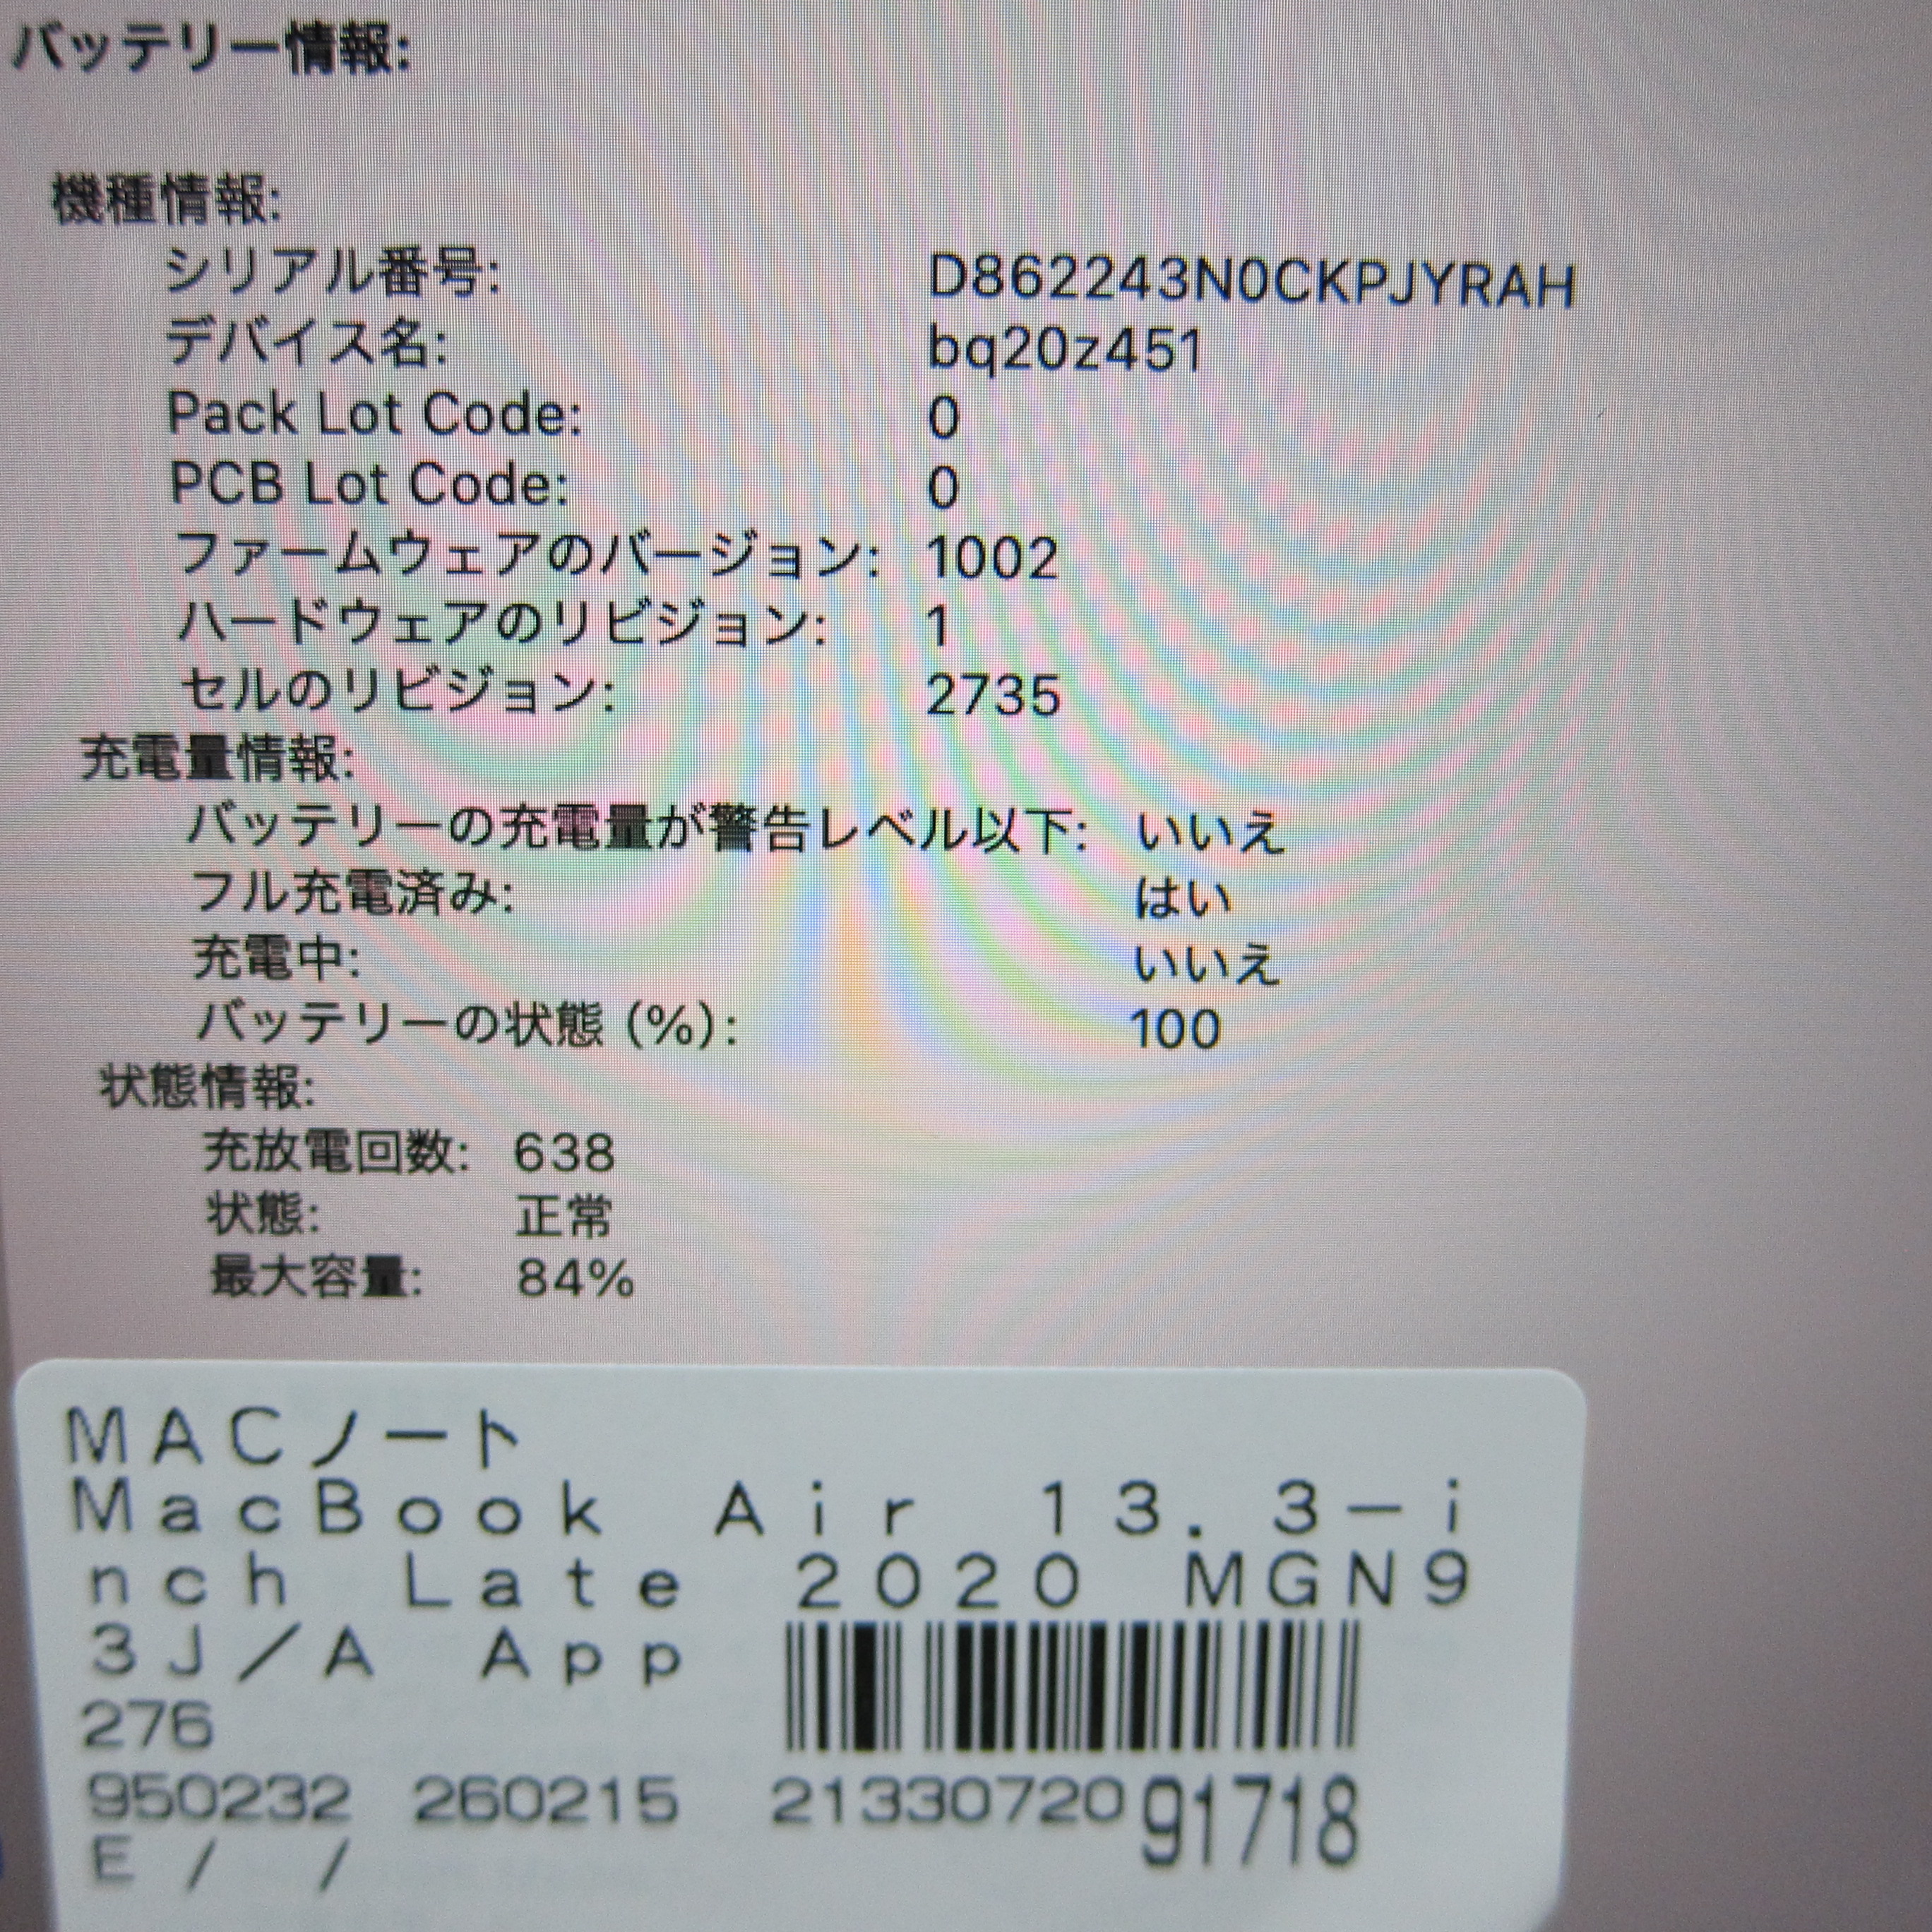 バッテリー情報:
機種情報:
シリアル番号: D862243N0CKPJYRAH
デバイス名: bq20z451
Pack Lot Code: 0
PCB Lot Code: 0
ファームウェアのバージョン: 1002
ハードウェアのリビジョン: 1
セルのリビジョン: 2735
充電量情報:
バッテリーの充電量が警告レベル以下: いいえ
フル充電済み: はい
充電中: いいえ
バッテリーの状態 (%): 100
状態情報:
充放電回数: 638
状態: 正常
最大容量: 84%
MACノート
MacBook Air 13.3-i
nch Late 2020 MGN9
3J/A App
276
950232 260215 2133072091718
E / /